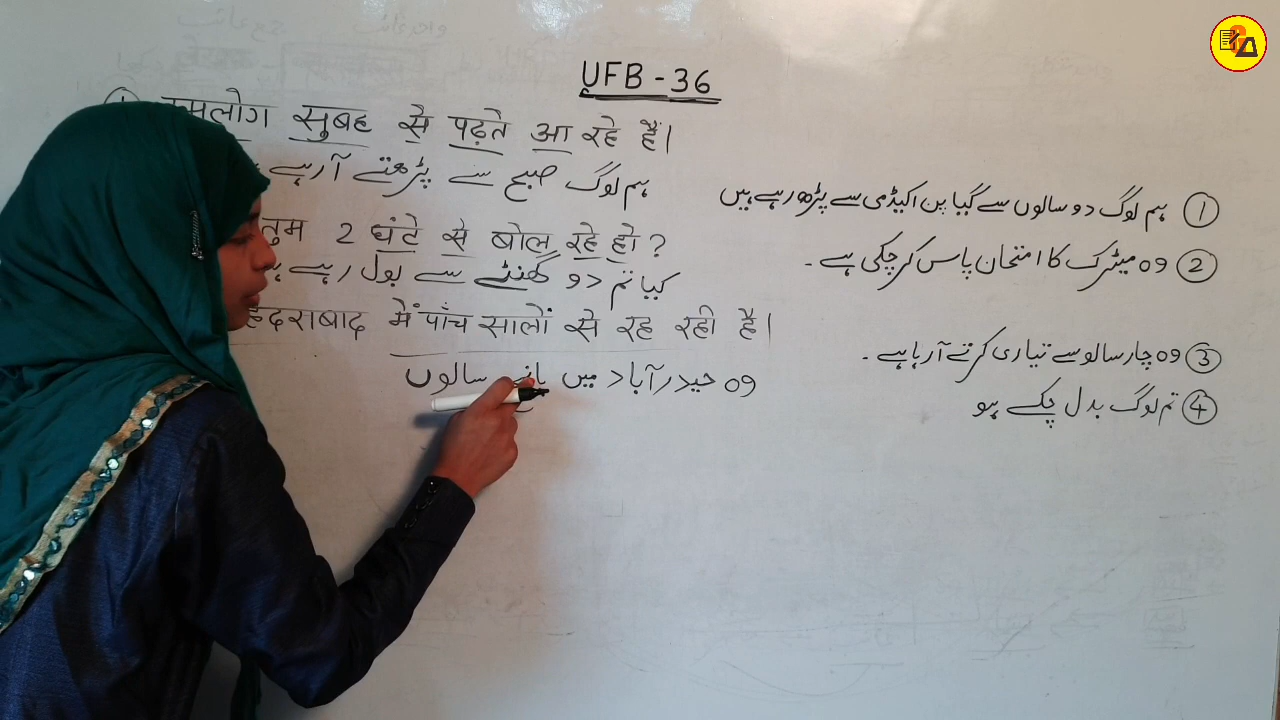 UFB - 36
लोग सुबह से पढ़ते आ रहे हैं।
ہم لوگ صبح سے پڑھتے آ رہے
तुम 2 घंटे से बोल रहे हो?
کیا تم دو گھنٹے سے بول رہے
हैदराबाद में पाँच सालों से रह रही है।
وہ حیدرآباد میں سالوں
① ہم لوگ دو سالوں سے گیا پن اکیڈمی سے پڑھ رہے ہیں
② وہ میٹرک کا امتحان پاس کر چکی ہے۔
③ وہ چار سالو سے تیاری کرتے آ رہا ہے۔
④ تم لوگ بدل چکے ہو